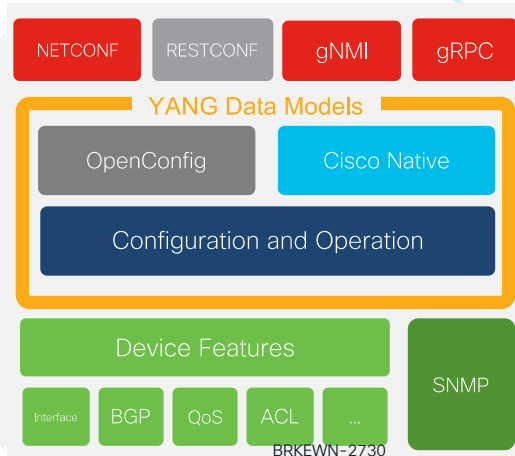 NETCONF
RESTCONF
gNMI
gRPC
YANG Data Models
OpenConfig
Cisco Native
Configuration and Operation
Device Features
SNMP
Interface
BGP
QoS
ACL
...
BRKEWN-2730